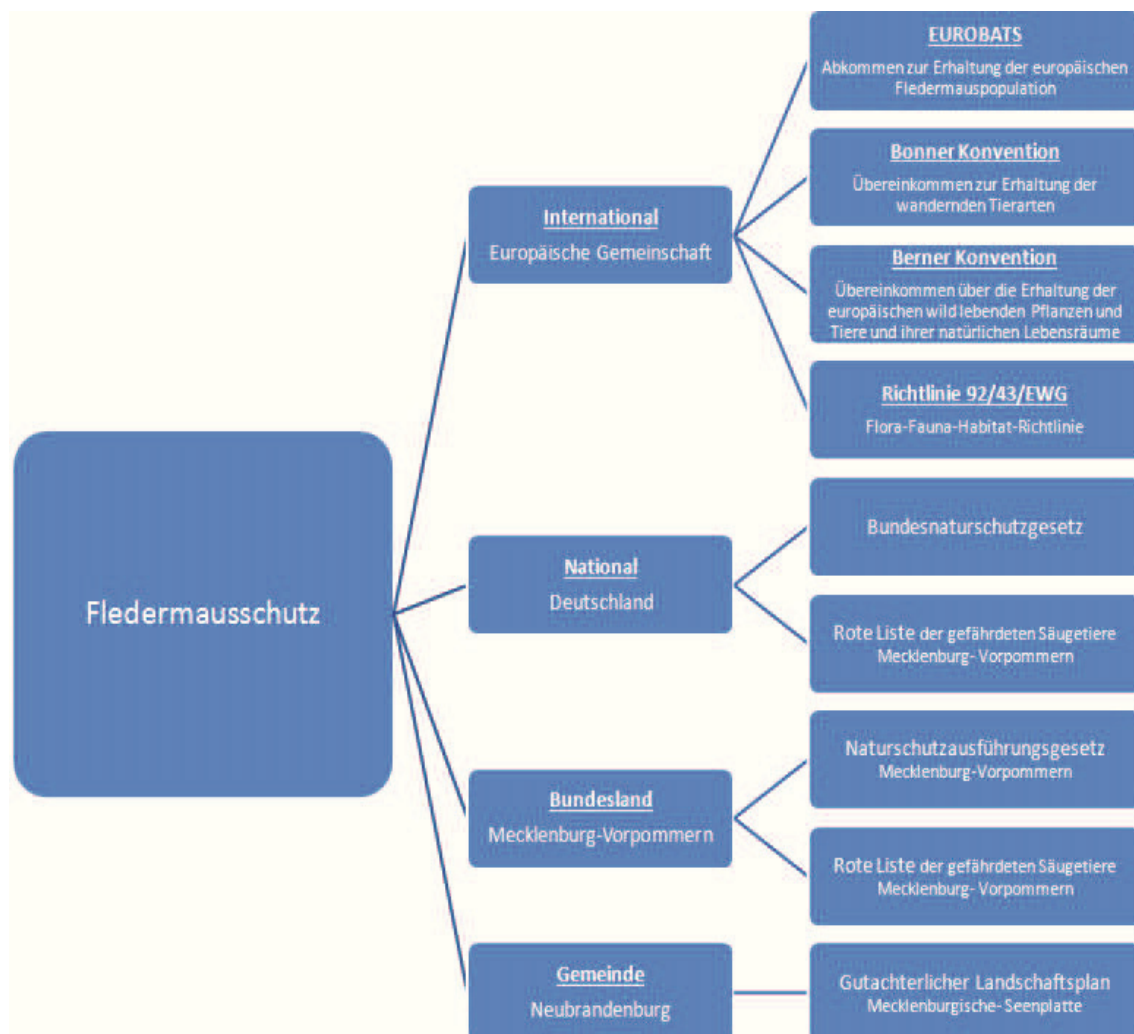 Fledermausschutz
International
Europäische Gemeinschaft
EUROBATS
Abkommen zur Erhaltung der europäischen
Fledermauspopulation
Bonner Konvention
Übereinkommen zur Erhaltung der
wandernden Tierarten
Berner Konvention
Übereinkommen über die Erhaltung der
europäischen wild lebenden Pflanzen und
Tiere und ihrer natürlichen Lebensräume
Richtlinie 92/43/EWG
Flora-Fauna-Habitat-Richtlinie
National
Deutschland
Bundesnaturschutzgesetz
Rote Liste der gefährdeten Säugetiere
Mecklenburg- Vorpommern
Bundesland
Mecklenburg-Vorpommern
Naturschutzausführungsgesetz
Mecklenburg-Vorpommern
Rote Liste der gefährdeten Säugetiere
Mecklenburg- Vorpommern
Gemeinde
Neubrandenburg
Gutachterlicher Landschaftsplan
Mecklenburgische- Seenplatte